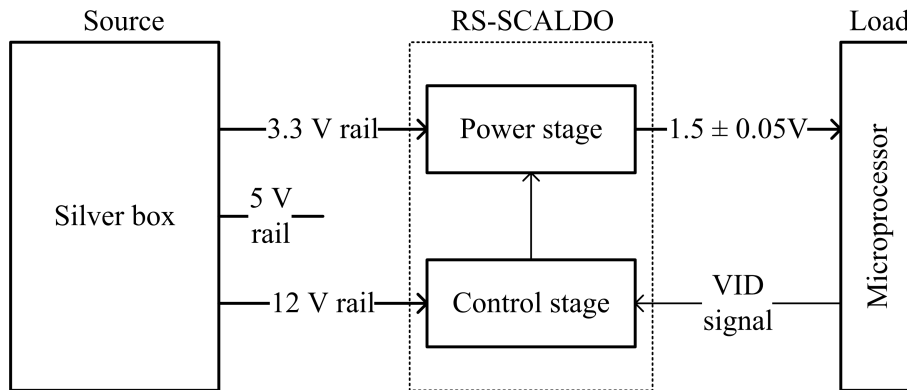 Source
RS-SCALDO
Load
3.3 V rail
Power stage
1.5 ± 0.05V
Silver box
5 V
rail
Microprocessor
12 V rail
Control stage
VID
signal